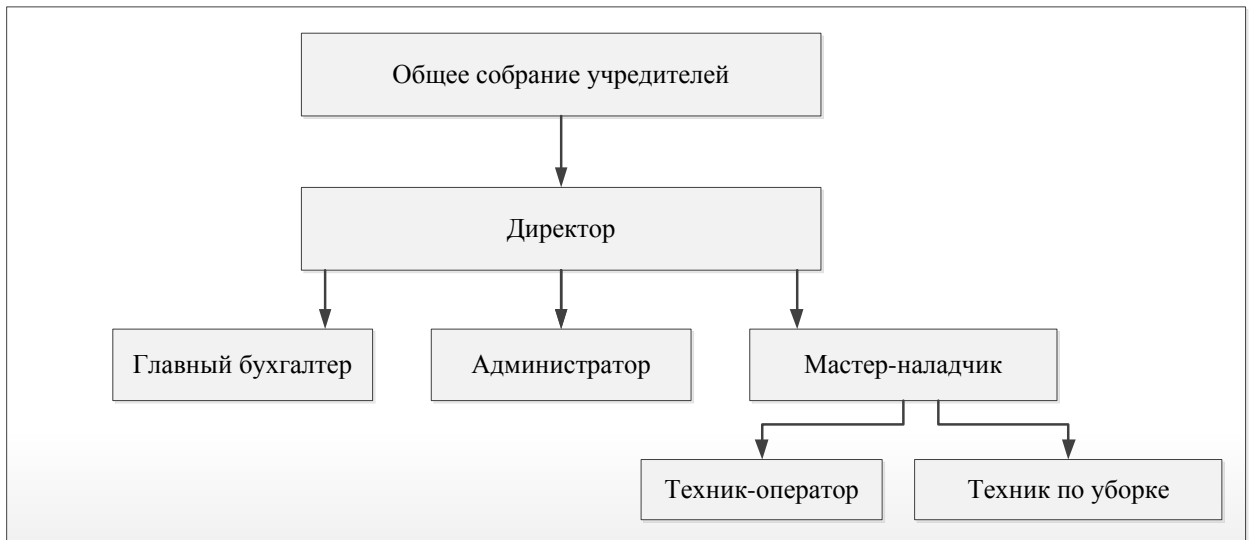 Общее собрание учредителей
Директор
Главный бухгалтер
Администратор
Мастер-наладчик
Техник-оператор
Техник по уборке